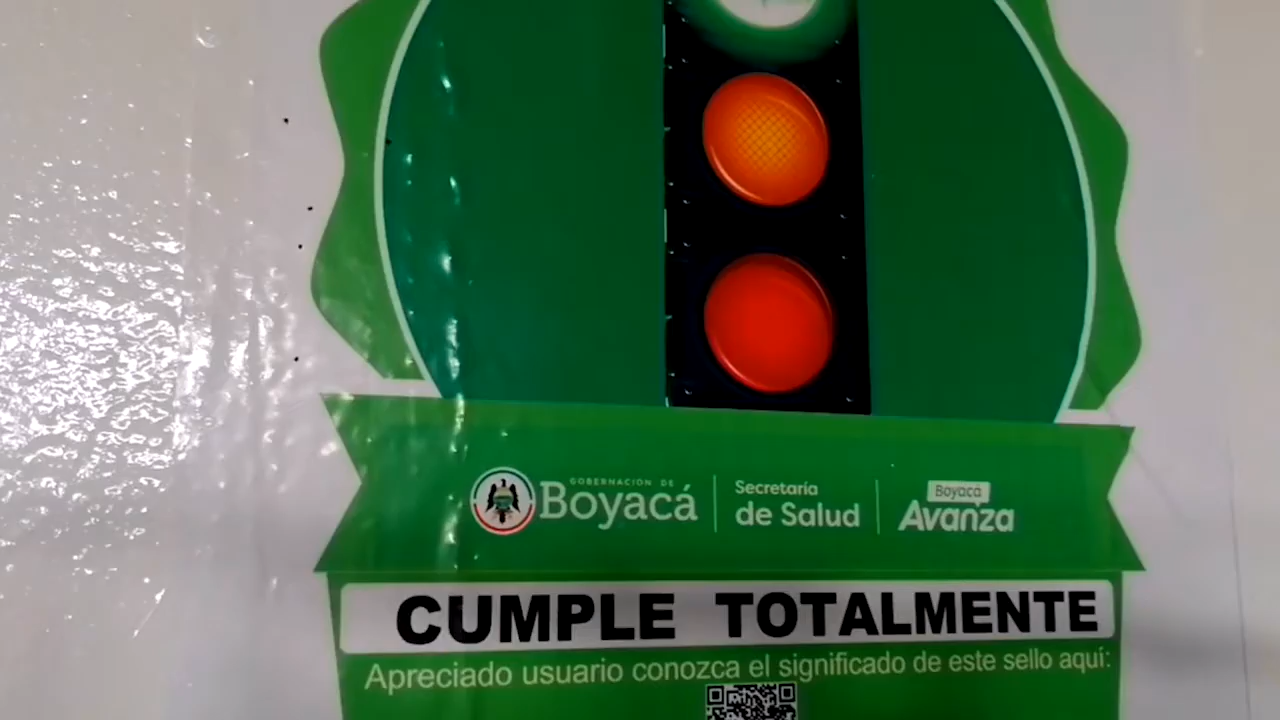 GOBERNACIÓN DE
Boyacá
Secretaría
de Salud
Boyacá
Avanza
CUMPLE TOTALMENTE
Apreciado usuario conozca el significado de este sello aquí: